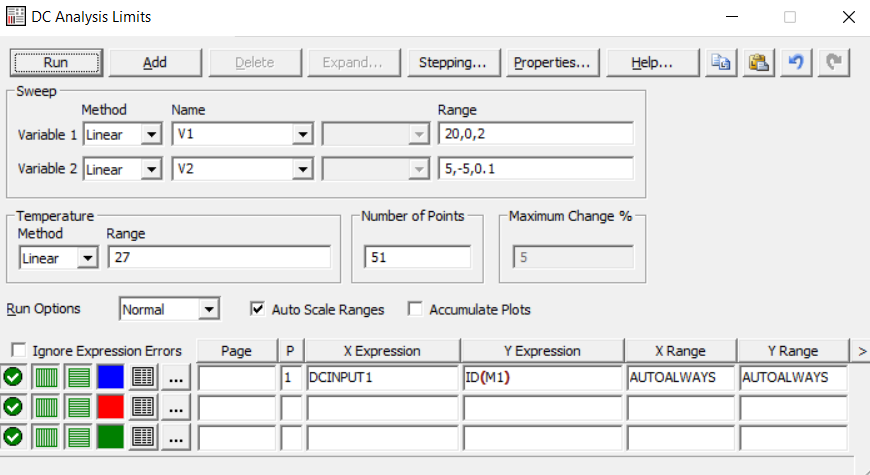 DC Analysis Limits
Run Add Delete Expand... Stepping... Properties... Help...
Sweep
Method Name Range
Variable 1 Linear V1 20,0,2
Variable 2 Linear V2 5,-5,0.1
Temperature Number of Points Maximum Change %
Method Range
Linear 27 51 5
Run Options Normal Auto Scale Ranges Accumulate Plots
Ignore Expression Errors Page P X Expression Y Expression X Range Y Range >
... 1 DCINPUT1 ID(M1) AUTOALWAYS AUTOALWAYS
...
...